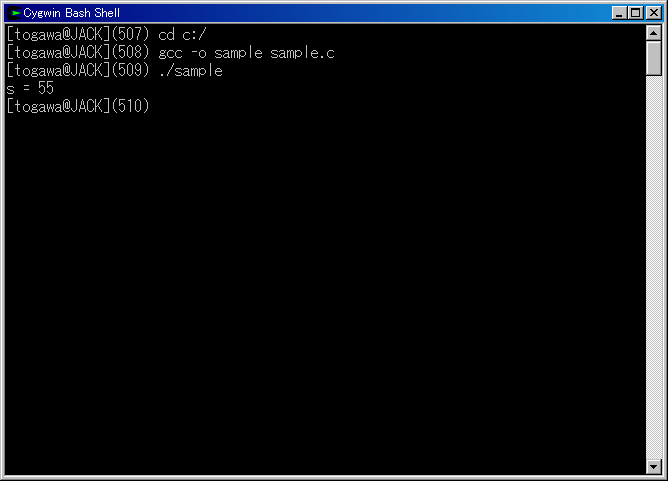 Cygwin Bash Shell
[togawa@JACK](507) cd c:/
[togawa@JACK](508) gcc -o sample sample.c
[togawa@JACK](509) ./sample
s = 55
[togawa@JACK](510)